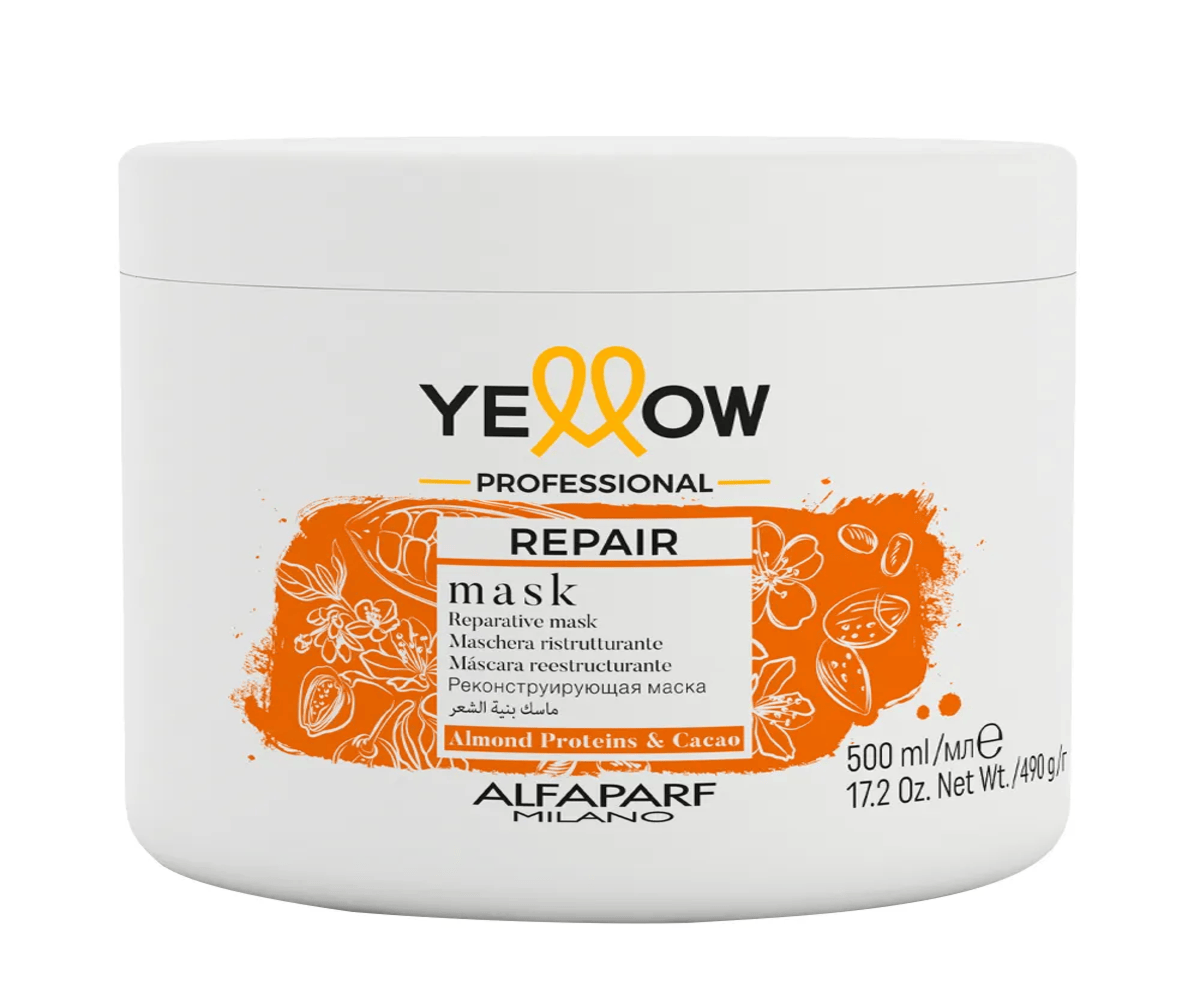 YELLOW
PROFESSIONAL
REPAIR
mask
Reparative mask
Maschera ristrutturante
Máscara reestructurante
Реконструирующая маска
ماسك بنية الشعر
Almond Proteins & Cacao
500 ml/мл℮
17.2 Oz. Net Wt./490 g/г
ALFAPARF
MILANO